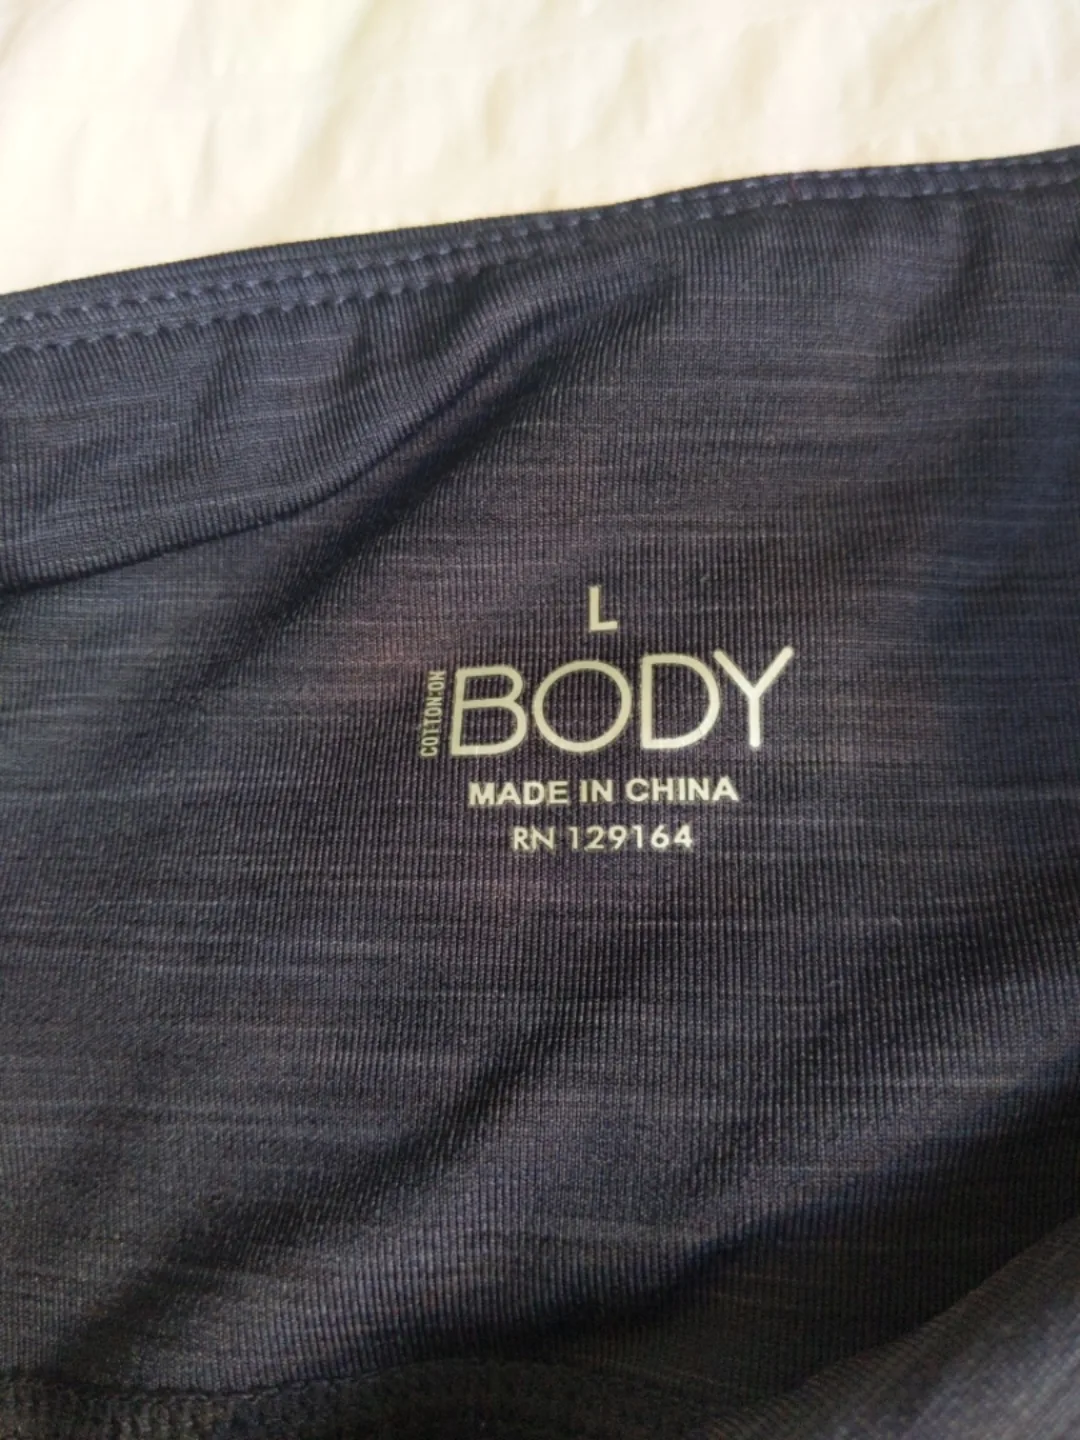 L
COTTON:ON
BODY
MADE IN CHINA
RN 129164